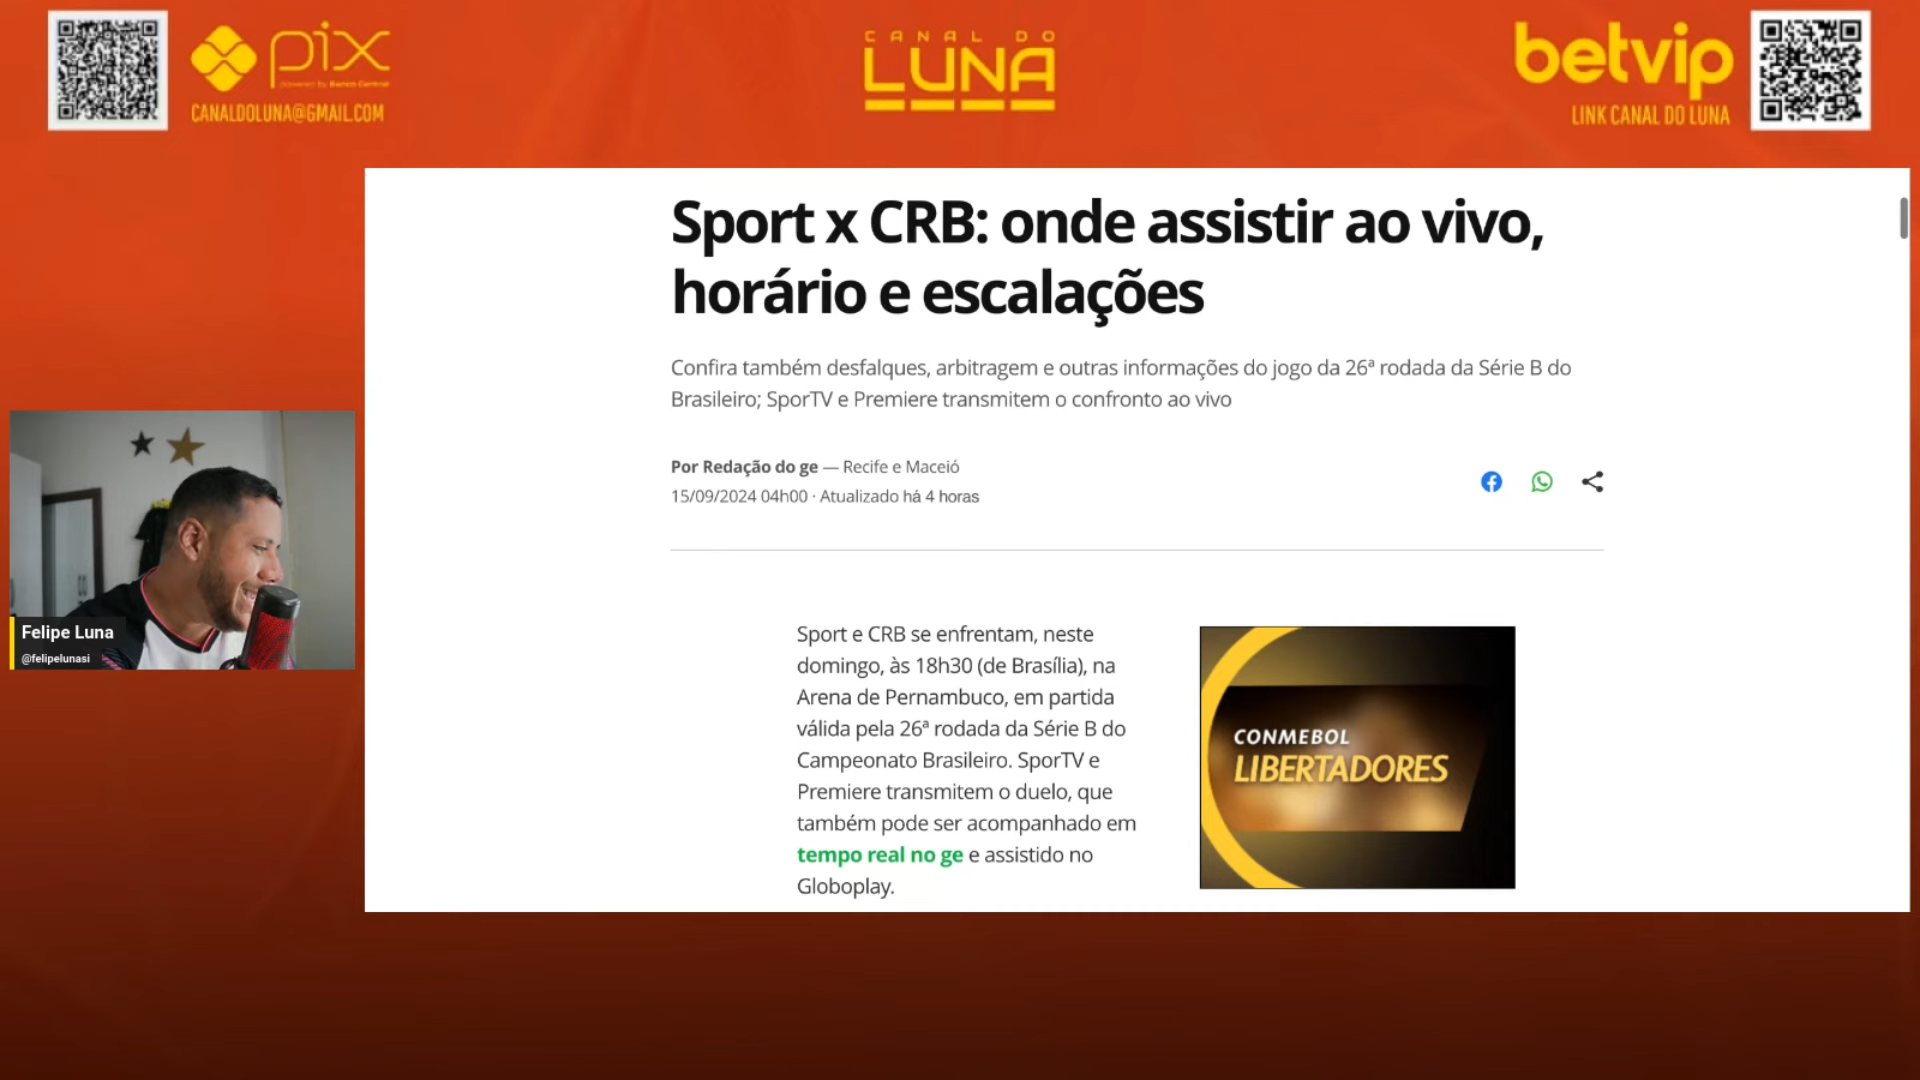 pix
powered by Banco Central
CANALDOLUNA@GMAIL.COM
CANAL DO
LUNA
betvip
LINK CANAL DO LUNA
Sport x CRB: onde assistir ao vivo,
horário e escalações
Confira também desfalques, arbitragem e outras informações do jogo da 26ª rodada da Série B do
Brasileiro; SporTV e Premiere transmitem o confronto ao vivo
Por Redação do ge — Recife e Maceió
15/09/2024 04h00 · Atualizado há 4 horas
Sport e CRB se enfrentam, neste
domingo, às 18h30 (de Brasília), na
Arena de Pernambuco, em partida
válida pela 26ª rodada da Série B do
Campeonato Brasileiro. SporTV e
Premiere transmitem o duelo, que
também pode ser acompanhado em
tempo real no ge e assistido no
Globoplay.
CONMEBOL
LIBERTADORES
Felipe Luna
@felipelunasi